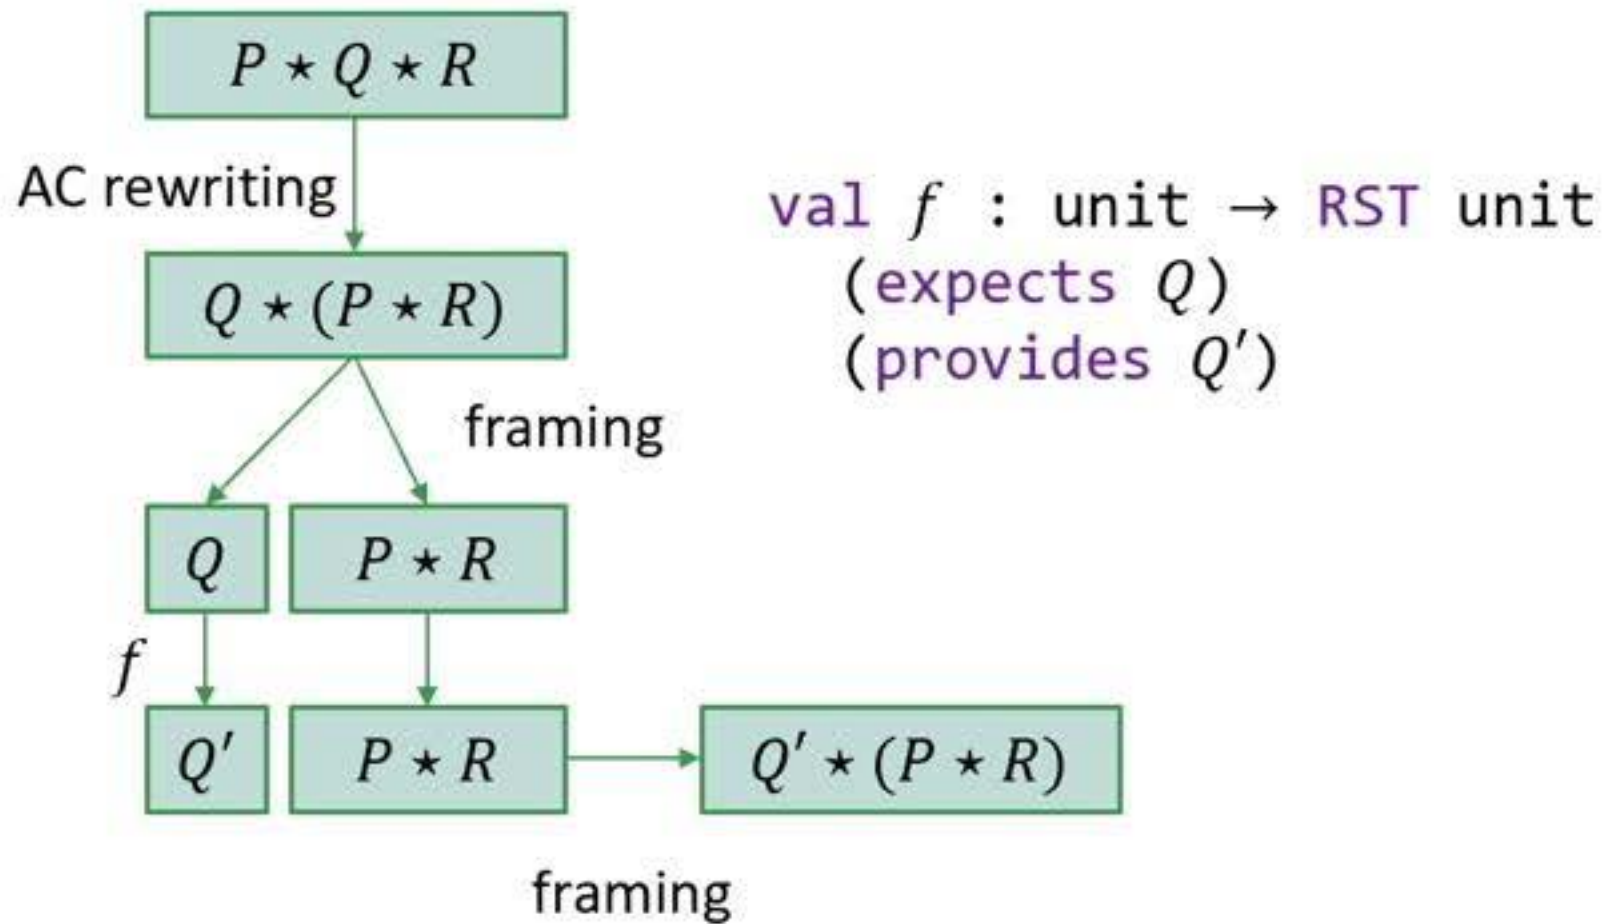 P ⋆ Q ⋆ R
AC rewriting
Q ⋆ (P ⋆ R)
framing
Q
P ⋆ R
f
Q′
P ⋆ R
Q′ ⋆ (P ⋆ R)
framing
val f : unit → RST unit
(expects Q)
(provides Q′)